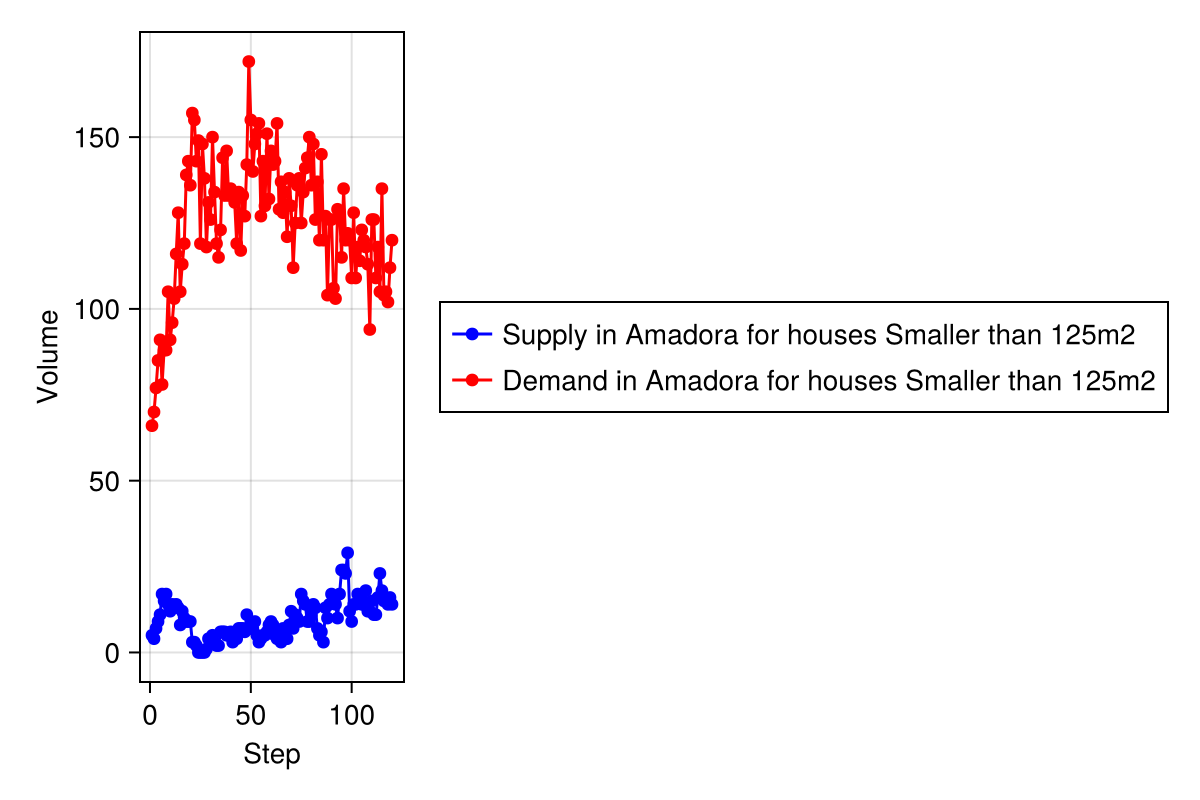 Volume
150
100
50
0
0 50 100
Step
Supply in Amadora for houses Smaller than 125m2
Demand in Amadora for houses Smaller than 125m2